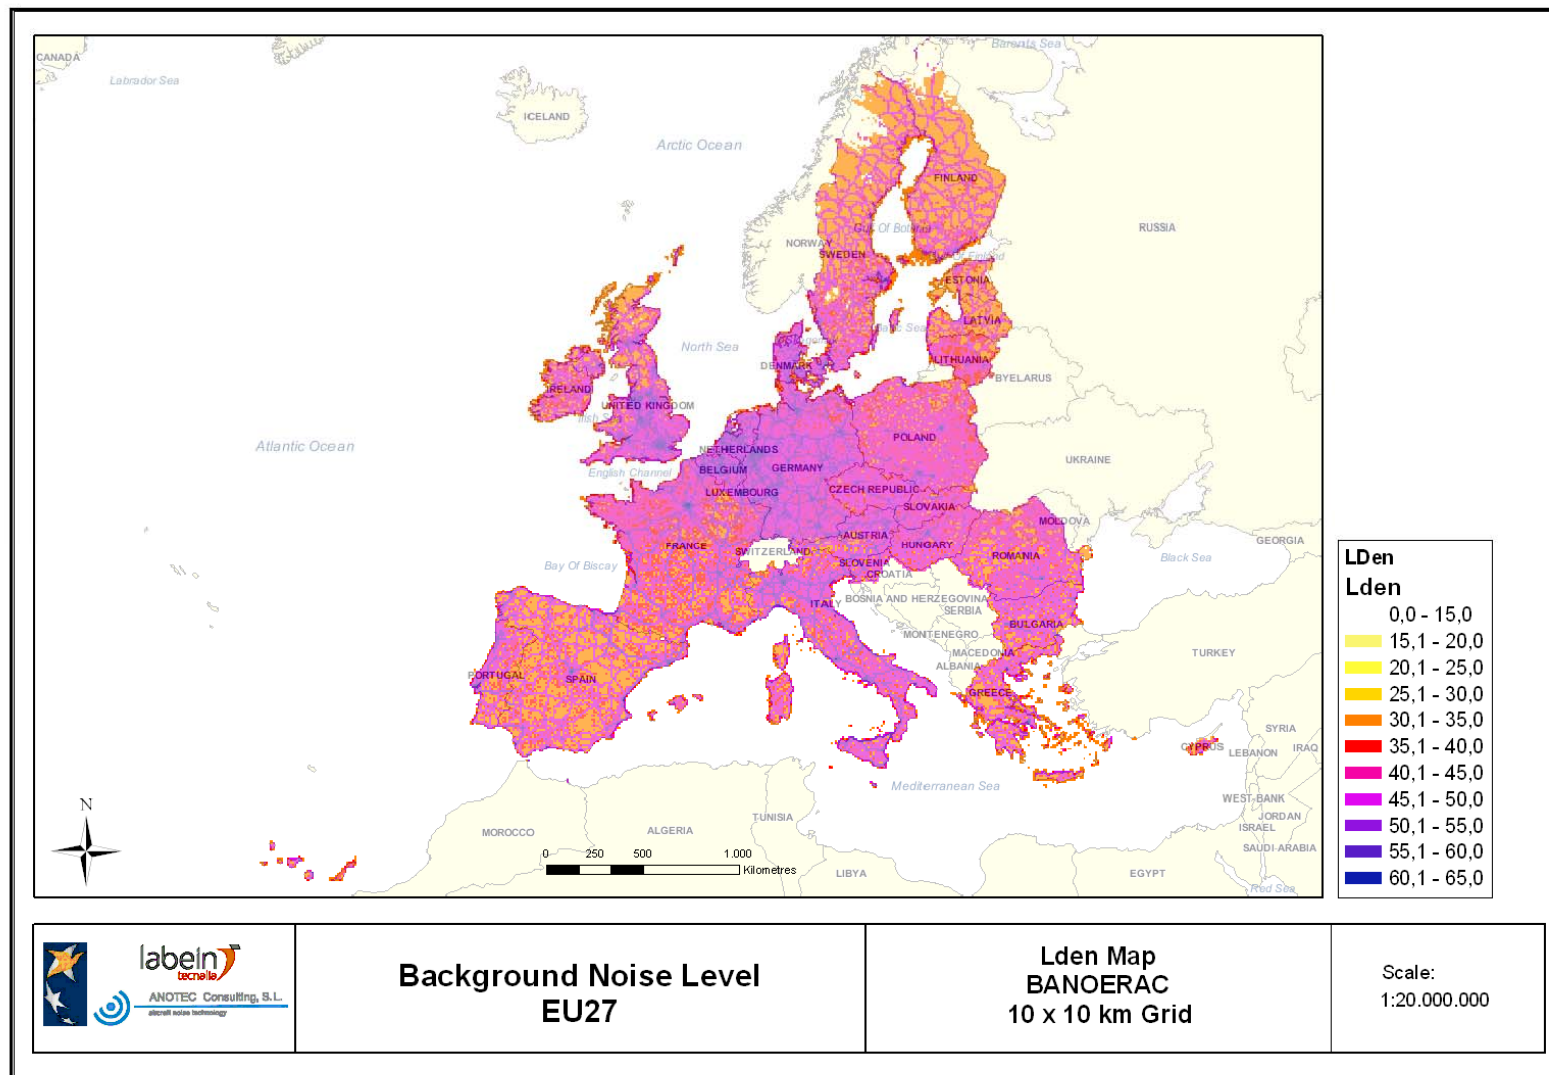 CANADA
Labrador Sea
ICELAND
Arctic Ocean
Barents Sea
NORWAY
SWEDEN
FINLAND
Gulf Of Bothnia
Gulf Of Finland
RUSSIA
ESTONIA
LATVIA
Baltic Sea
LITHUANIA
BYELARUS
North Sea
DENMARK
IRELAND
UNITED KINGDOM
Irish Sea
Atlantic Ocean
English Channel
NETHERLANDS
BELGIUM
LUXEMBOURG
GERMANY
POLAND
UKRAINE
CZECH REPUBLIC
SLOVAKIA
MOLDOVA
AUSTRIA
HUNGARY
ROMANIA
FRANCE
SWITZERLAND
SLOVENIA
CROATIA
Bay Of Biscay
ITALY
BOSNIA AND HERZEGOVINA
SERBIA
MONTENEGRO
BULGARIA
MACEDONIA
ALBANIA
Black Sea
GEORGIA
TURKEY
PORTUGAL
SPAIN
GREECE
CYPRUS
SYRIA
LEBANON
IRAQ
Mediterranean Sea
WEST-BANK
JORDAN
ISRAEL
SAUDI-ARABIA
MOROCCO
ALGERIA
TUNISIA
LIBYA
EGYPT
Red Sea
N
0 250 500 1.000
Kilometres
LDen
Lden
0,0 - 15,0
15,1 - 20,0
20,1 - 25,0
25,1 - 30,0
30,1 - 35,0
35,1 - 40,0
40,1 - 45,0
45,1 - 50,0
50,1 - 55,0
55,1 - 60,0
60,1 - 65,0
labein
tecnalia
ANOTEC Consulting, S.L.
aircraft noise technology
Background Noise Level
EU27
Lden Map
BANOERAC
10 x 10 km Grid
Scale:
1:20.000.000